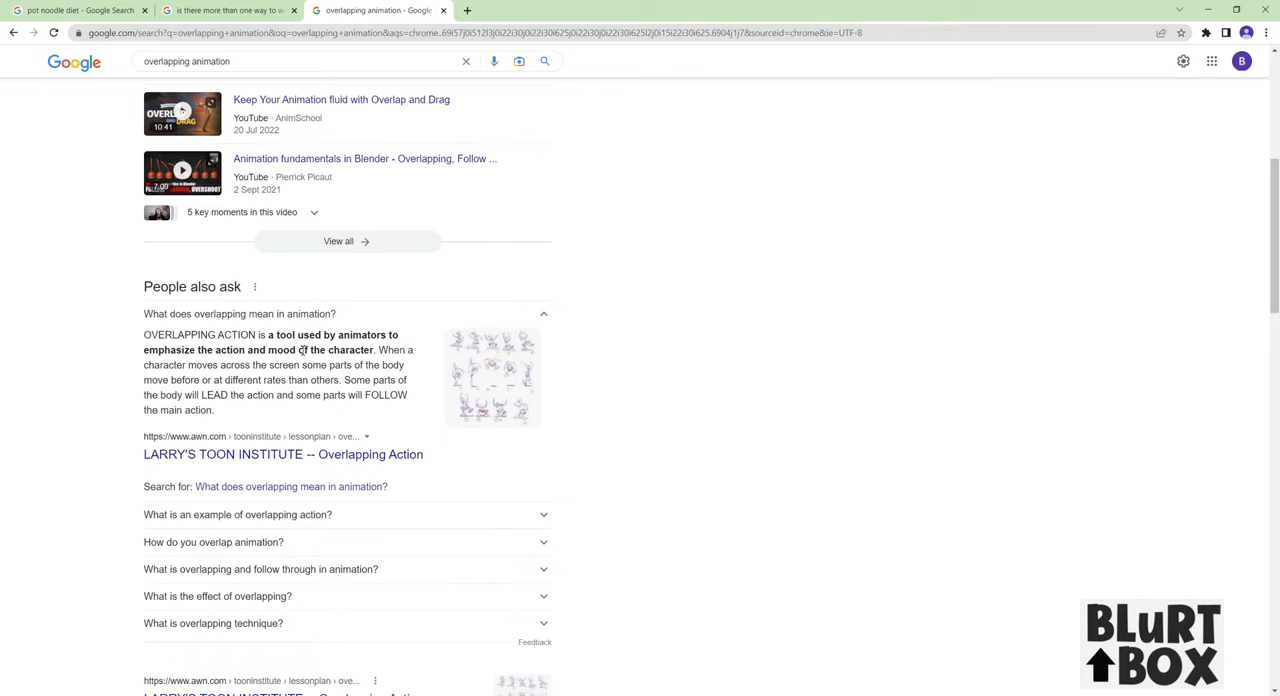 pot noodle diet - Google Search
is there more than one way to w
overlapping animation - Google
google.com/search?q=overlapping+animation&oq=overlapping+animation&aqs=chrome..69i57j0i512l3j0i22i30j0i22i30i625j0i22i30j0i22i30i625l2j0i15i22i30i625.6904j1j7&sourceid=chrome&ie=UTF-8
Google
overlapping animation
B
Keep Your Animation fluid with Overlap and Drag
10:41
YouTube · AnimSchool
20 Jul 2022
Animation fundamentals in Blender - Overlapping, Follow ...
YouTube · Pierrick Picaut
7:09
2 Sept 2021
5 key moments in this video
View all
People also ask
What does overlapping mean in animation?
OVERLAPPING ACTION is a tool used by animators to
emphasize the action and mood of the character. When a
character moves across the screen some parts of the body
move before or at different rates than others. Some parts of
the body will LEAD the action and some parts will FOLLOW
the main action.
https://www.awn.com › tooninstitute › lessonplan › ove...
LARRY'S TOON INSTITUTE -- Overlapping Action
Search for: What does overlapping mean in animation?
What is an example of overlapping action?
How do you overlap animation?
What is overlapping and follow through in animation?
What is the effect of overlapping?
What is overlapping technique?
Feedback
https://www.awn.com › tooninstitute › lessonplan › ove...
BLURT
BOX